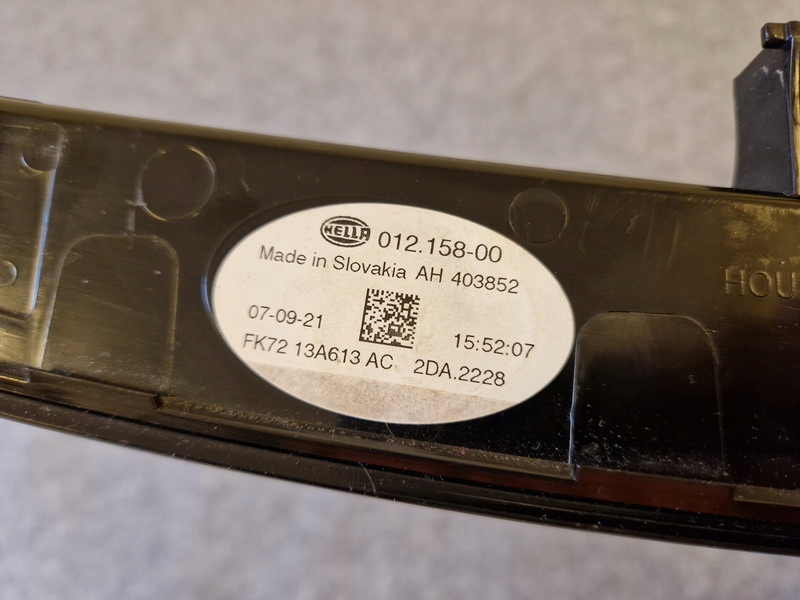 HELLA 012.158-00
Made in Slovakia AH 403852
07-09-21 15:52:07
FK72 13A613 AC 2DA.2228
HOU